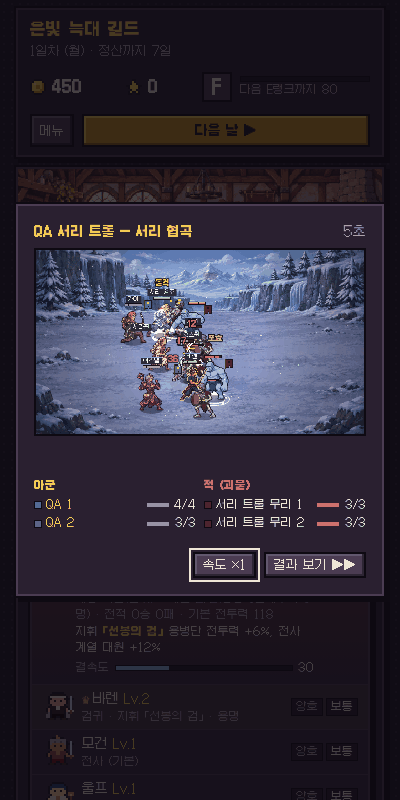 은빛 늑대 길드
1일차 (월) · 정산까지 7일
450
0
F
다음 E랭크까지 80
메뉴
다음 날 ▶
QA 서리 트롤 — 서리 협곡
5초
아군
적 (괴물)
QA 1
4/4
서리 트롤 무리 1
3/3
QA 2
3/3
서리 트롤 무리 2
3/3
속도 ×1
결과 보기 ▶▶
명) · 전적 0승 0패 · 기본 전투력 118
지휘 「선봉의 검」 용병단 전투력 +6%, 전사
계열 대원 +12%
결속도
30
바렌 Lv.2
검귀 · 지휘 「선봉의 검」 · 용명
양호
보통
모건 Lv.1
전사 (기본)
양호
보통
울프 Lv.1
양호
보통